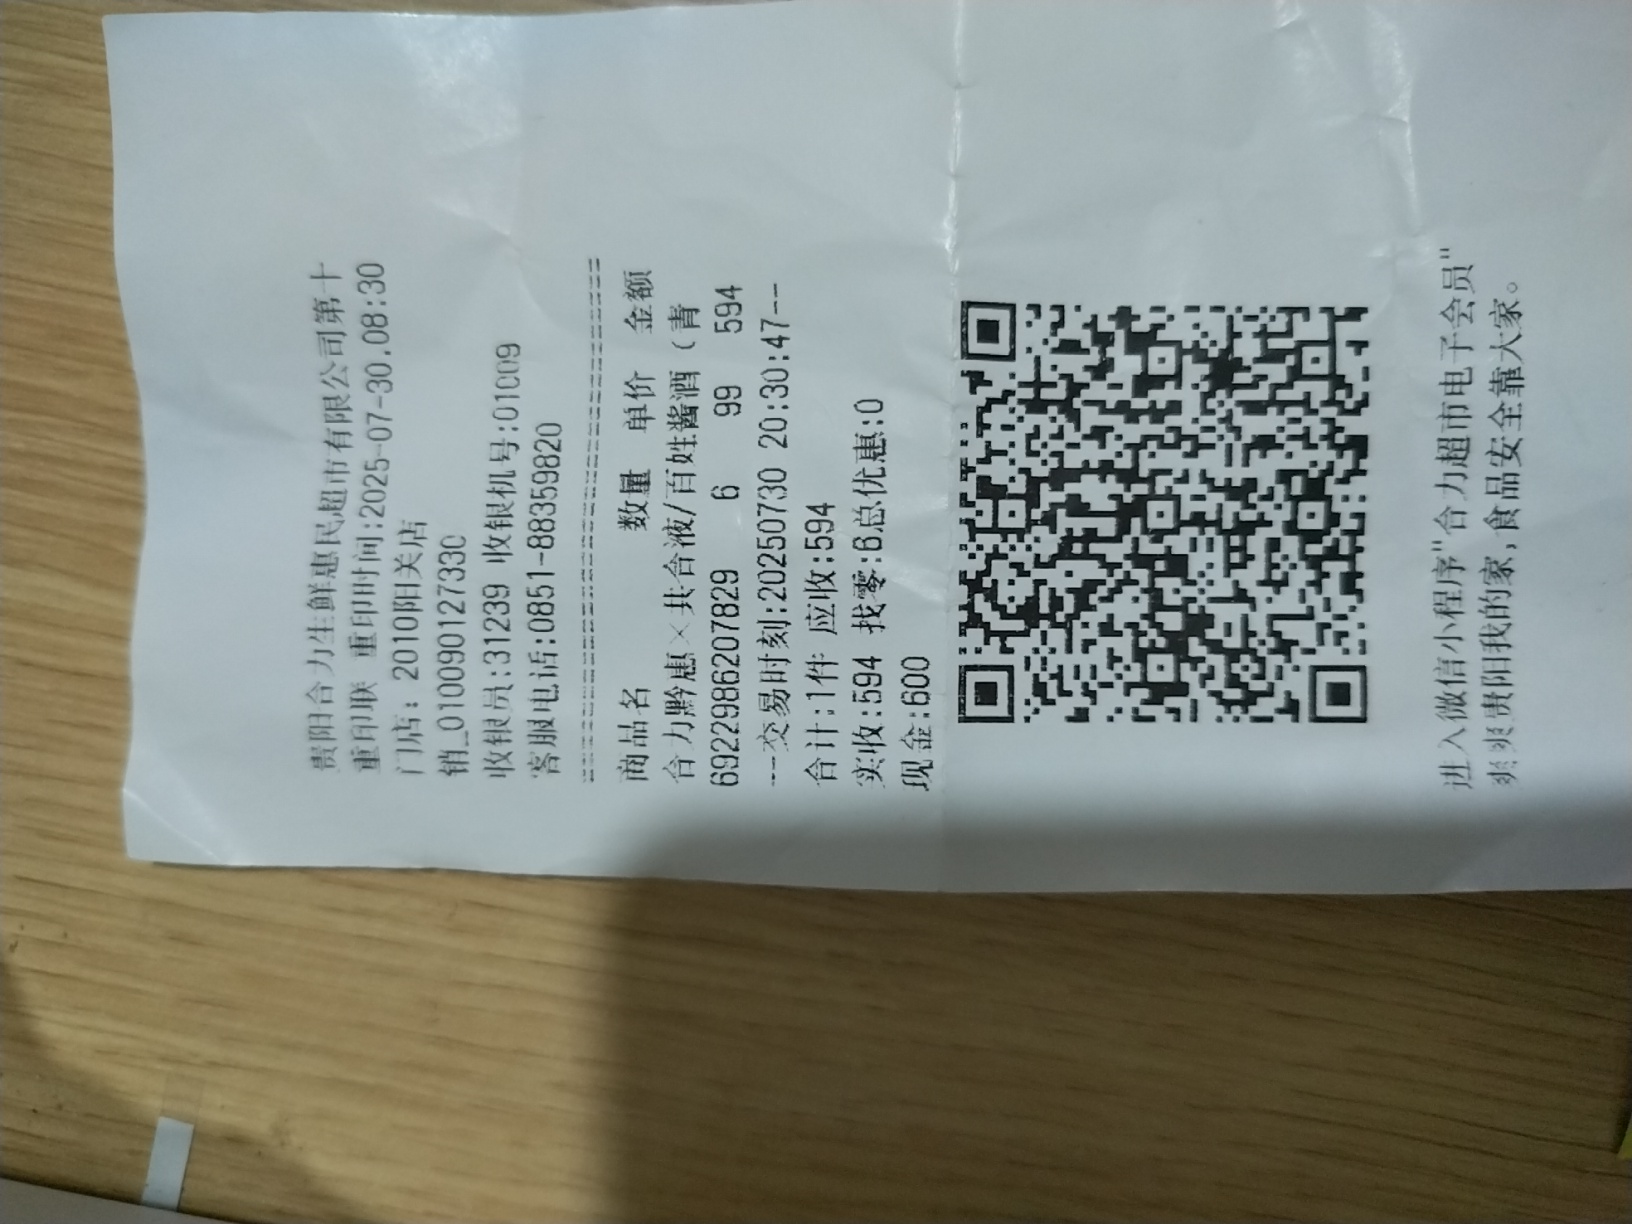 贵阳合力生鲜惠民超市有限公司第十
重印联 重印时间:2025-07-30.08:30
门店: 2010阳关店
销_010090127330
收银员:31239 收银机号:01009
客服电话:0851-88359820
================================
商品名 数量 单价 金额
合力黔惠×共合液/百姓酱酒（青
6922986207829 6 99 594
--交易时刻:20250730 20:30:47--
合计:1件 应收:594
实收:594 找零:6总优惠:0
现金:600
进入微信小程序"合力超市电子会员"
爽爽贵阳我的家,食品安全靠大家。